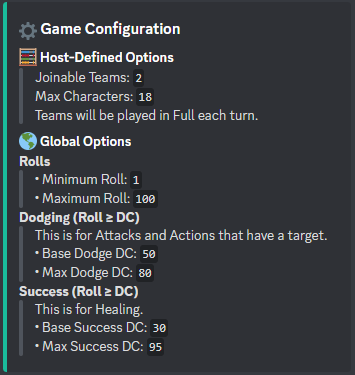 Game Configuration
Host-Defined Options
Joinable Teams: 2
Max Characters: 18
Teams will be played in Full each turn.
Global Options
Rolls
• Minimum Roll: 1
• Maximum Roll: 100
Dodging (Roll ≥ DC)
This is for Attacks and Actions that have a target.
• Base Dodge DC: 50
• Max Dodge DC: 80
Success (Roll ≥ DC)
This is for Healing.
• Base Success DC: 30
• Max Success DC: 95